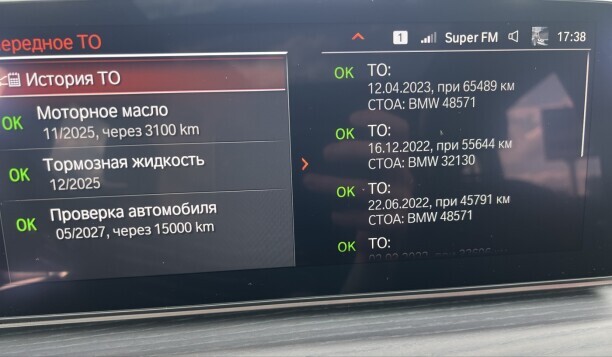 ередное ТО
1 Super FM 17:38
История ТО
OK Моторное масло
11/2025, через 3100 km
OK Тормозная жидкость
12/2025
OK Проверка автомобиля
05/2027, через 15000 km
OK ТО:
12.04.2023, при 65489 км
СТОА: BMW 48571
OK ТО:
16.12.2022, при 55644 км
СТОА: BMW 32130
OK ТО:
22.06.2022, при 45791 км
СТОА: BMW 48571
OK ТО: